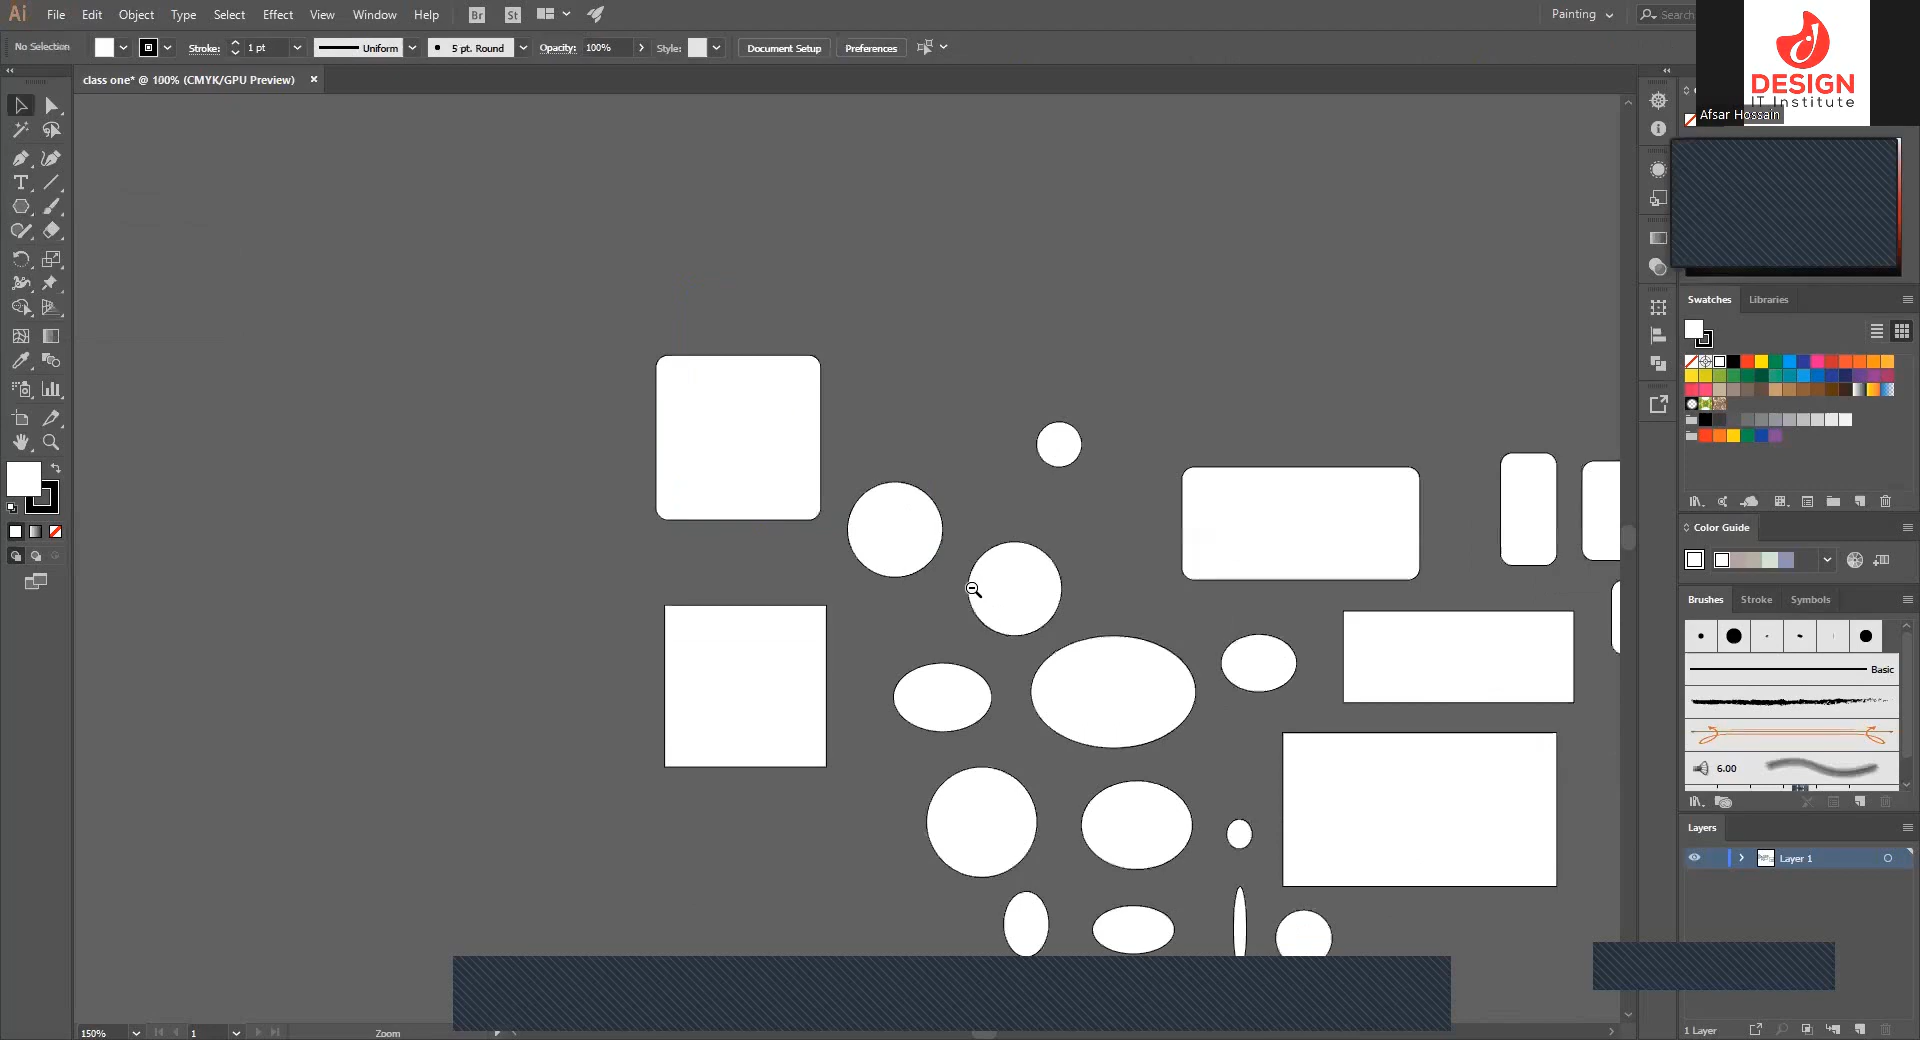 Ai File Edit Object Type Select Effect View Window Help Br St Painting Search
No Selection Stroke: 1 pt Uniform 5 pt. Round Opacity: 100% Style: Document Setup Preferences
class one* @ 100% (CMYK/GPU Preview)
DESIGN
IT Institute
Afsar Hossain
Swatches Libraries
Color Guide
Brushes Stroke Symbols
Basic
6.00
Layers
Layer 1
150% 1 Zoom
1 Layer